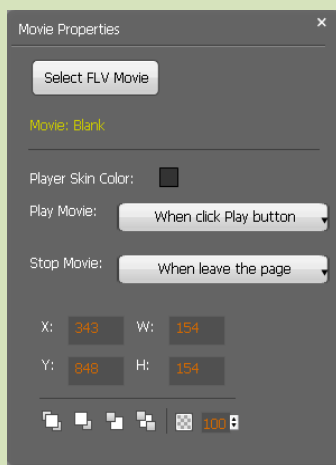 Movie Properties ×
Select FLV Movie
Movie: Blank
Player Skin Color:
Play Movie: When click Play button
Stop Movie: When leave the page
X: 343 W: 154
Y: 848 H: 154
100